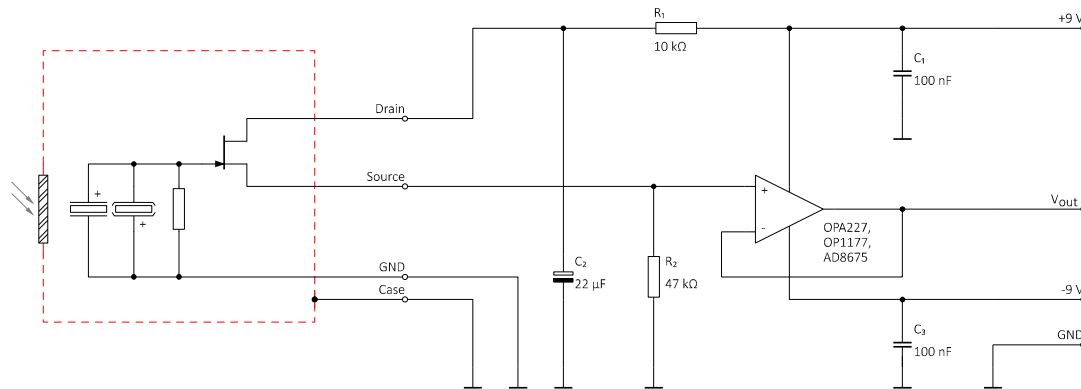 R₁
10 kΩ
+9 V
C₁
100 nF
Drain
Source
+
+
+
-
Vout
OPA227,
OP1177,
AD8675
GND
Case
C₂
22 µF
R₂
47 kΩ
-9 V
C₃
100 nF
GND